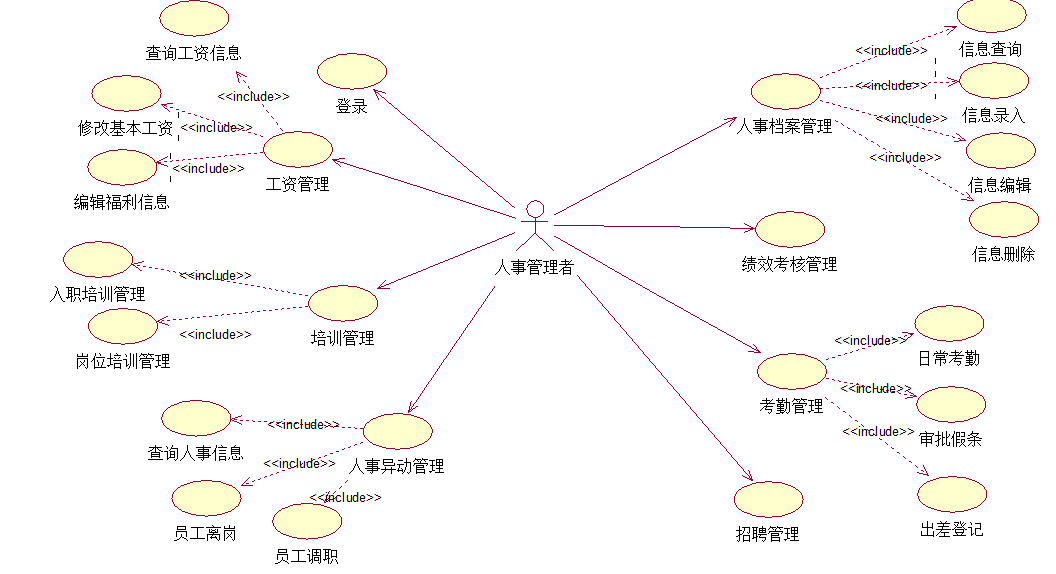 查询工资信息
<<include>>
登录
修改基本工资
<<include>>
编辑福利信息
<<include>>
工资管理
<<include>>
信息查询
<<include>>
信息录入
人事档案管理
<<include>>
信息编辑
<<include>>
信息删除
人事管理者
绩效考核管理
入职培训管理
<<include>>
岗位培训管理
<<include>>
培训管理
<<include>>
日常考勤
考勤管理
<<include>>
审批假条
<<include>>
出差登记
查询人事信息
<<include>>
人事异动管理
<<include>>
员工离岗
<<include>>
员工调职
招聘管理